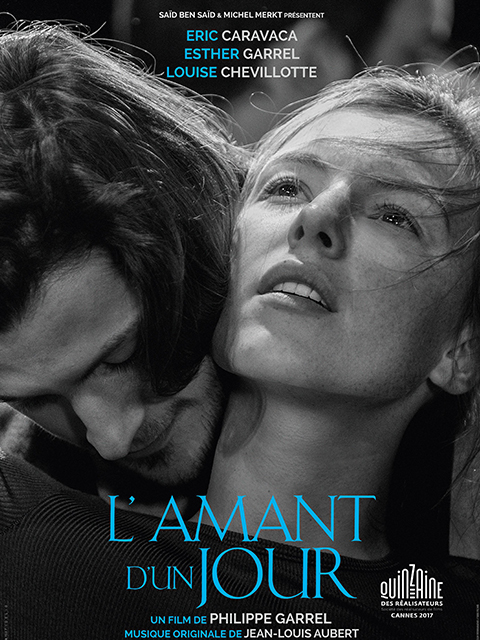 SAÏD BEN SAÏD & MICHEL MERKT PRÉSENTENT
ERIC CARAVACA
ESTHER GARREL
LOUISE CHEVILLOTTE
L'AMANT
D'UN JOUR
QUINZAINE
DES RÉALISATEURS
CANNES 2017
UN FILM DE PHILIPPE GARREL
MUSIQUE ORIGINALE DE JEAN-LOUIS AUBERT